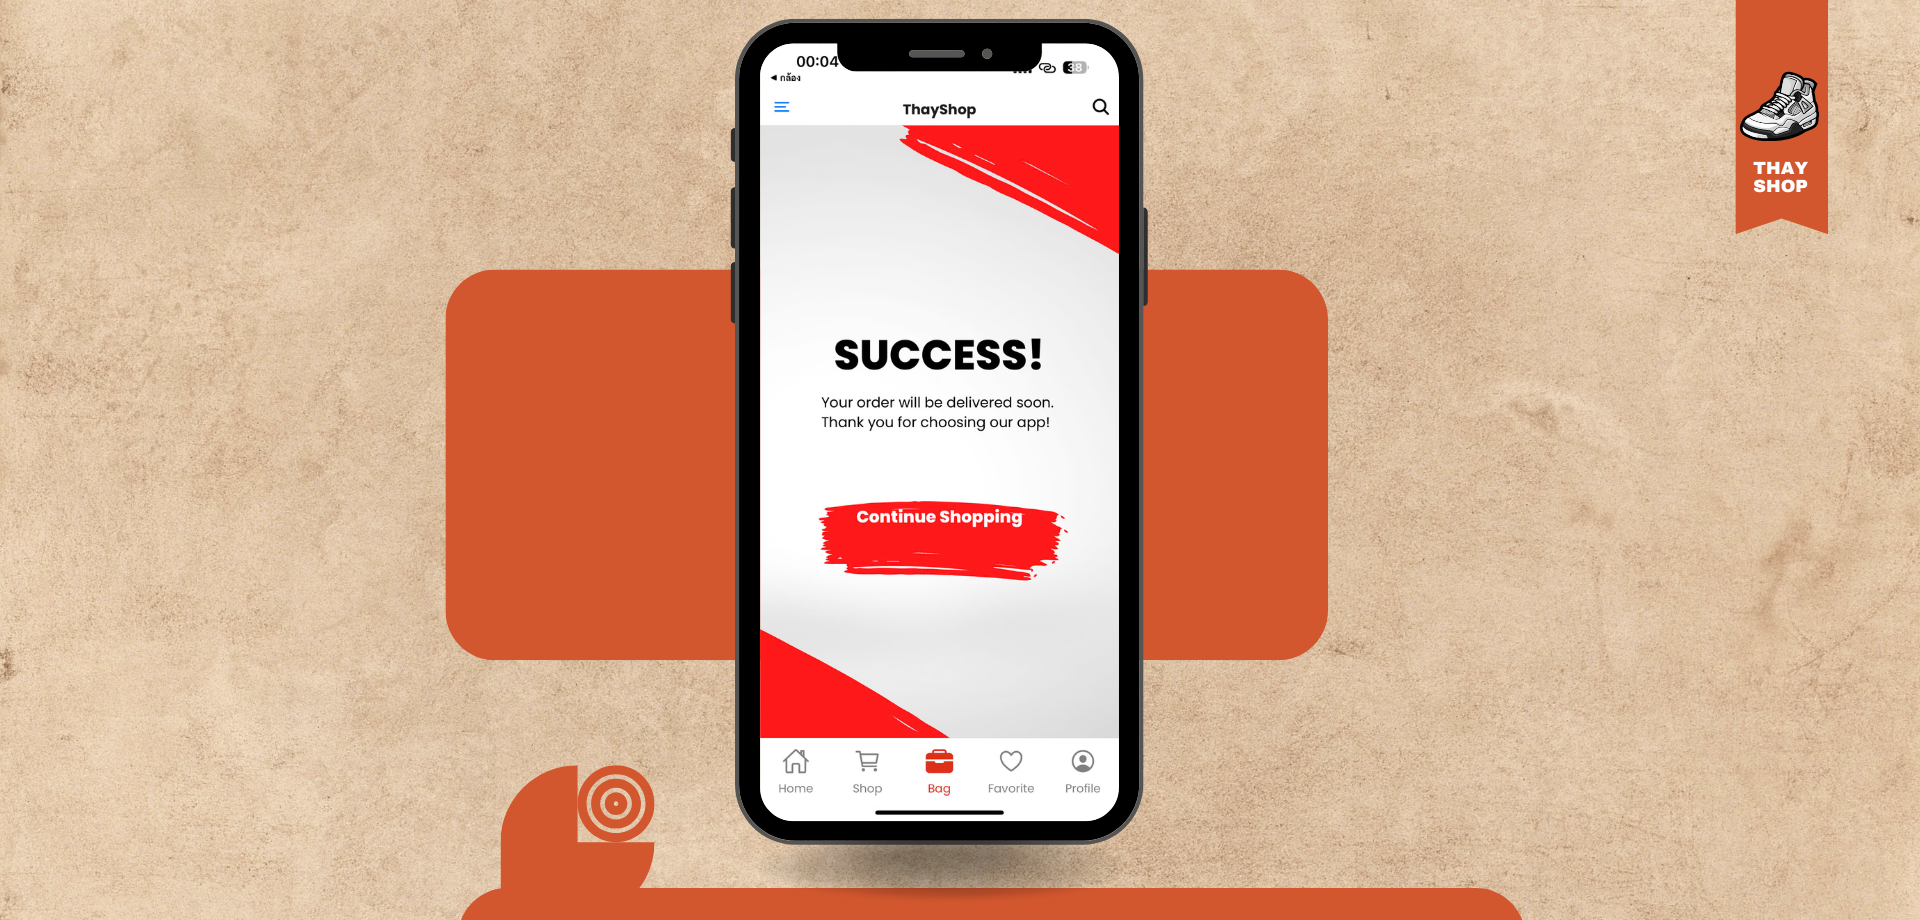 00:04
38
◀ กล้อง
ThayShop
THAY
SHOP
SUCCESS!
Your order will be delivered soon.
Thank you for choosing our app!
Continue Shopping
Home
Shop
Bag
Favorite
Profile